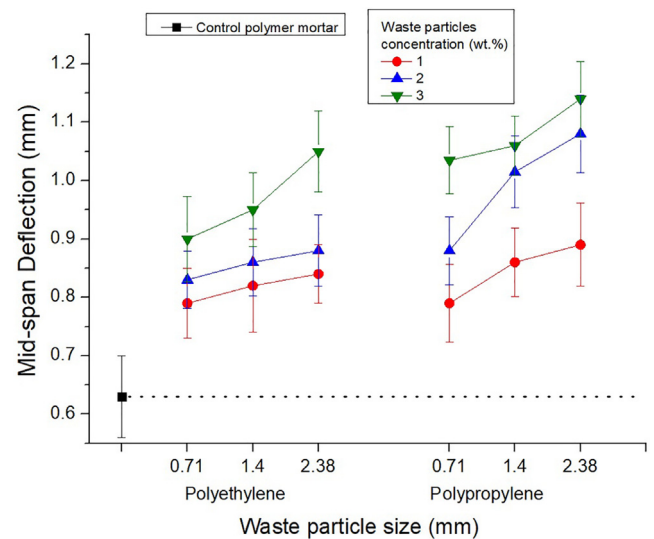 Control polymer mortar
Waste particles
concentration (wt.%)
1
2
3
1.2
1.1
1.0
0.9
0.8
0.7
0.6
Mid-span Deflection (mm)
0.71 1.4 2.38 0.71 1.4 2.38
Polyethylene Polypropylene
Waste particle size (mm)